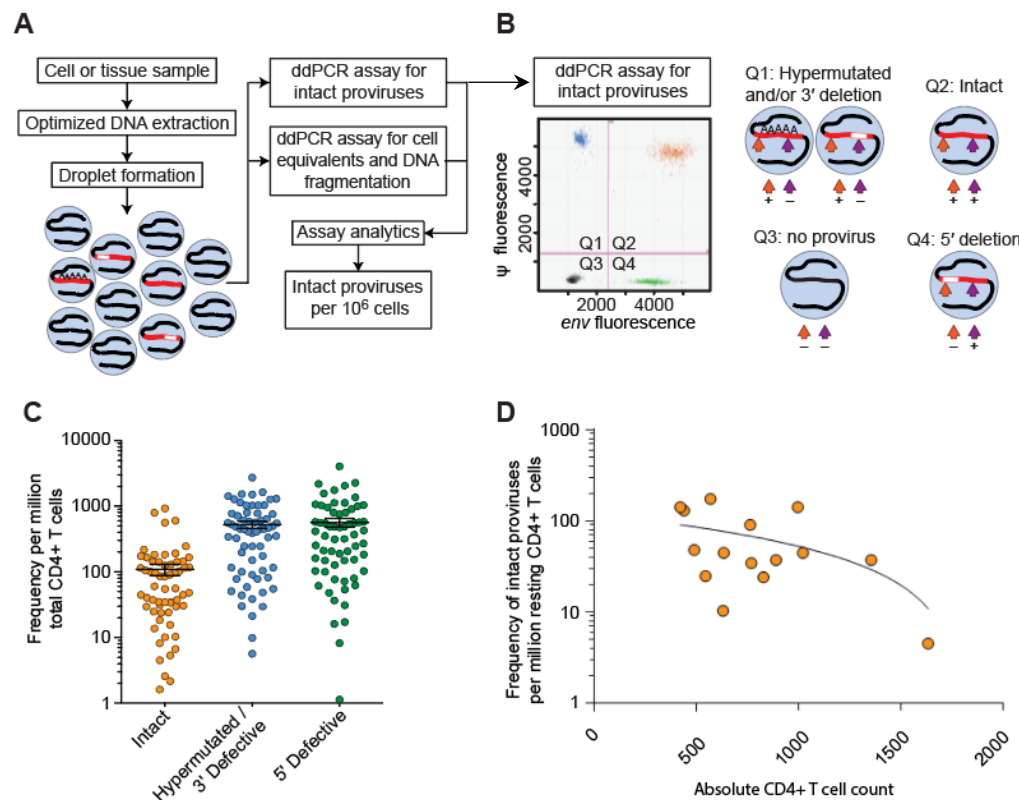 A
Cell or tissue sample
Optimized DNA extraction
Droplet formation
AAAAA
ddPCR assay for
intact proviruses
ddPCR assay for cell
equivalents and DNA
fragmentation
Assay analytics
Intact proviruses
per 10⁶ cells
B
ddPCR assay for
intact proviruses
ψ fluorescence
4000
2000
Q1 Q2
Q3 Q4
2000 4000
env fluorescence
Q1: Hypermutated
and/or 3′ deletion
AAAAA
+ – + –
Q2: Intact
+ +
Q3: no provirus
– –
Q4: 5′ deletion
– +
C
Frequency per million
total CD4+ T cells
10000
1000
100
10
1
Intact
Hypermutated /
3' Defective
5' Defective
D
Frequency of intact proviruses
per million resting CD4+ T cells
1000
100
10
1
0 500 1000 1500 2000
Absolute CD4+ T cell count